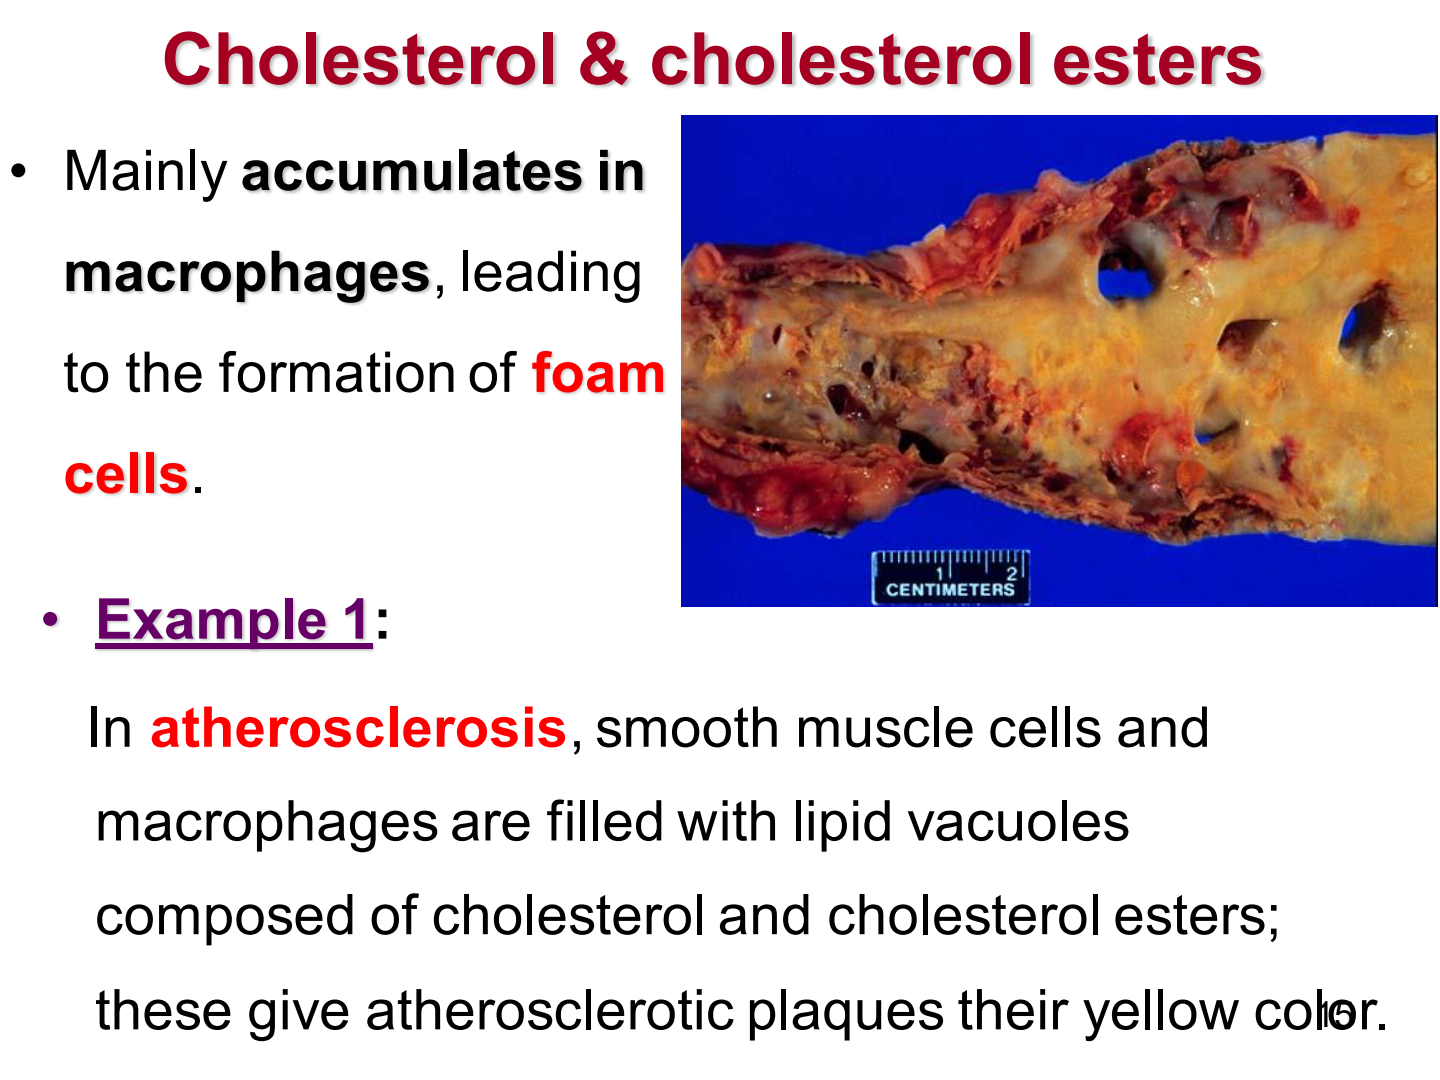 Cholesterol & cholesterol esters
• Mainly accumulates in
macrophages, leading
to the formation of foam
cells.
1 2
CENTIMETERS
• Example 1:
In atherosclerosis, smooth muscle cells and
macrophages are filled with lipid vacuoles
composed of cholesterol and cholesterol esters;
these give atherosclerotic plaques their yellow color.
15